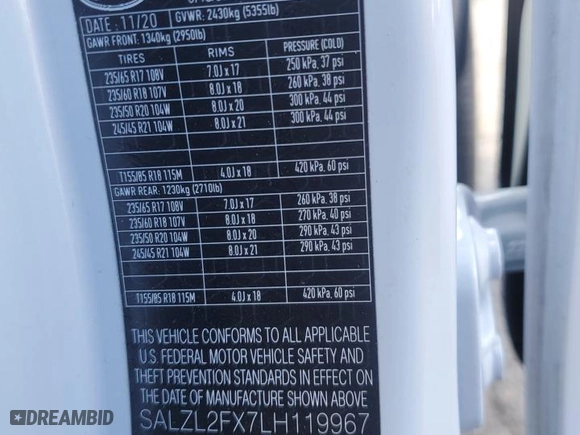 DATE: 11/20 GVWR: 2430kg (5355lb)
GAWR FRONT: 1340kg (2950lb)
TIRES RIMS PRESSURE (COLD)
235/65 R17 108V 7.0J x 17 250 kPa, 37 psi
235/60 R18 107V 8.0J x 18 260 kPa, 38 psi
235/50 R20 104W 8.0J x 20 300 kPa, 44 psi
245/45 R21 104W 8.0J x 21 300 kPa, 44 psi
T155/85 R18 115M 4.0J x 18 420 kPa, 60 psi
GAWR REAR: 1230kg (2710lb)
235/65 R17 108V 7.0J x 17 260 kPa, 38 psi
235/60 R18 107V 8.0J x 18 270 kPa, 40 psi
235/50 R20 104W 8.0J x 20 290 kPa, 43 psi
245/45 R21 104W 8.0J x 21 290 kPa, 43 psi
T155/85 R18 115M 4.0J x 18 420 kPa, 60 psi
THIS VEHICLE CONFORMS TO ALL APPLICABLE
U.S. FEDERAL MOTOR VEHICLE SAFETY AND
THEFT PREVENTION STANDARDS IN EFFECT ON
THE DATE OF MANUFACTURE SHOWN ABOVE
SALZL2FX7LH119967
DREAMBID